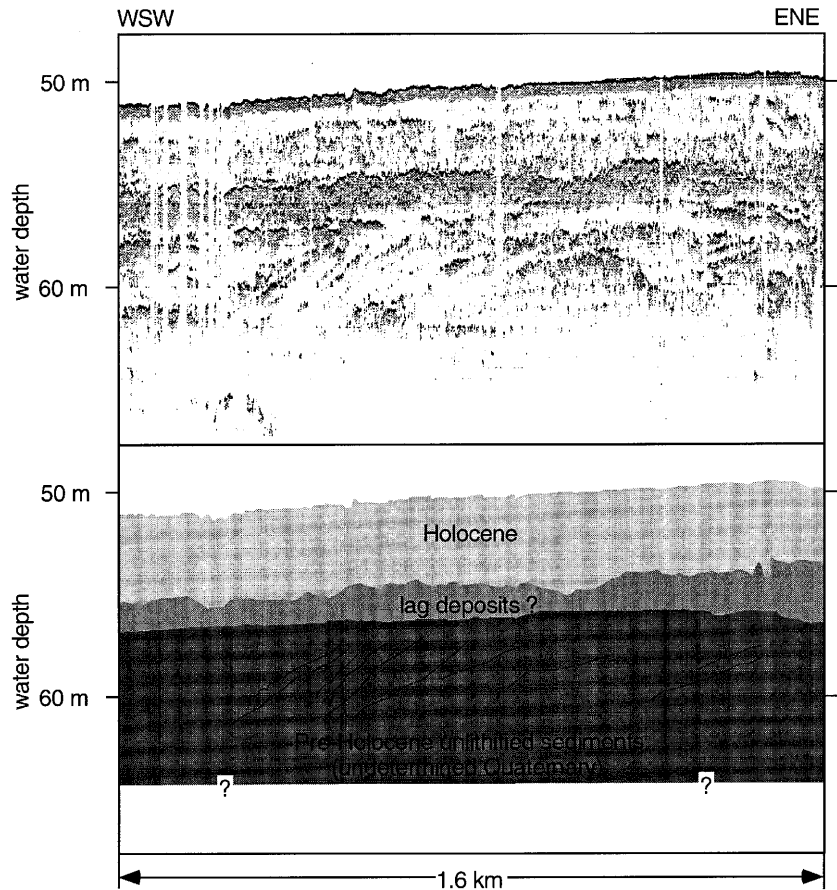 WSW ENE
50 m
water depth
60 m
50 m
Holocene
lag deposits ?
water depth
60 m
Pre-Holocene unlithified sediments
(undetermined Quaternary)
? ?
1.6 km